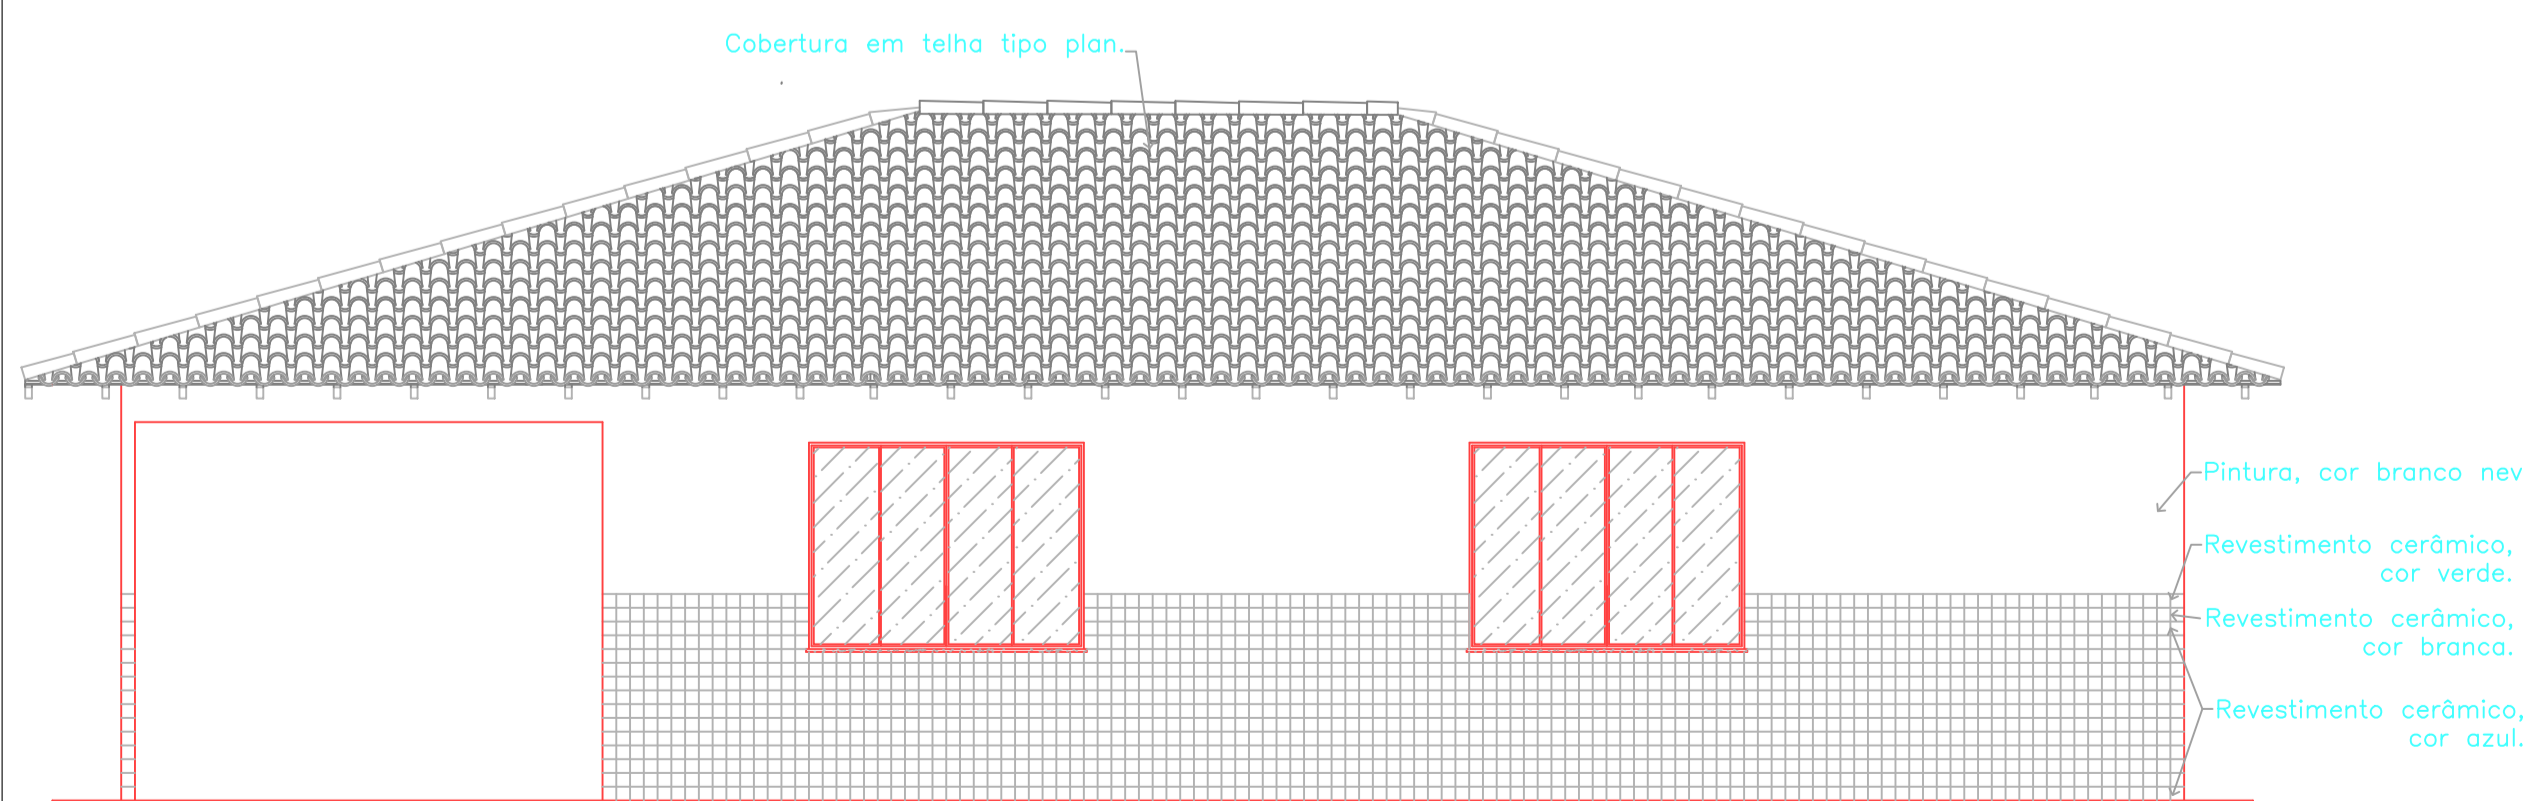 Cobertura em telha tipo plan.
Pintura, cor branco nev
Revestimento cerâmico,
cor verde.
Revestimento cerâmico,
cor branca.
Revestimento cerâmico,
cor azul.